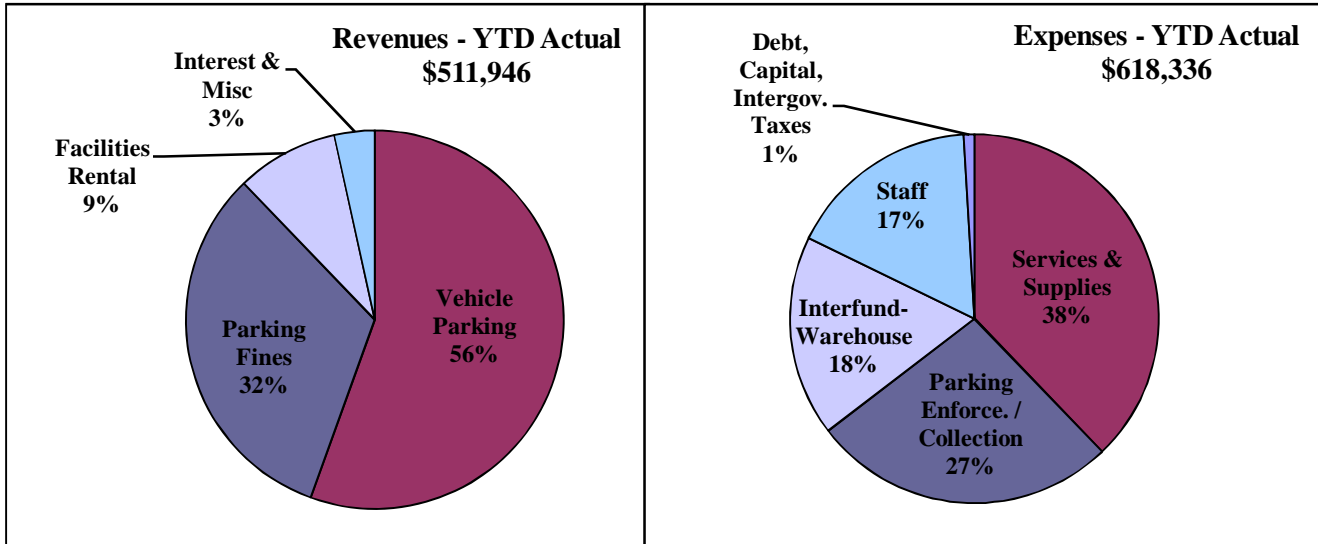 Revenues - YTD Actual
$511,946
Interest &
Misc
3%
Facilities
Rental
9%
Parking
Fines
32%
Vehicle
Parking
56%
Expenses - YTD Actual
$618,336
Debt,
Capital,
Intergov.
Taxes
1%
Staff
17%
Services &
Supplies
38%
Interfund-
Warehouse
18%
Parking
Enforce. /
Collection
27%